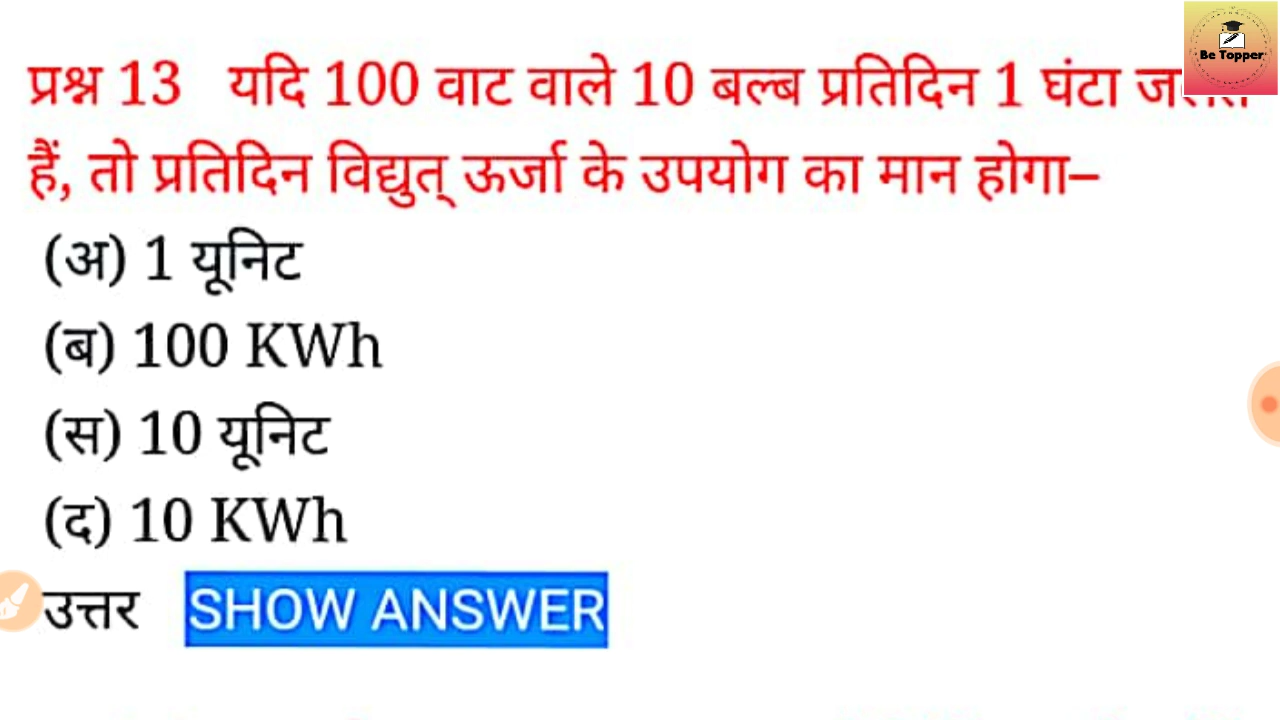 Be Topper
प्रश्न 13 यदि 100 वाट वाले 10 बल्ब प्रतिदिन 1 घंटा
हैं, तो प्रतिदिन विद्युत् ऊर्जा के उपयोग का मान होगा–
(अ) 1 यूनिट
(ब) 100 KWh
(स) 10 यूनिट
(द) 10 KWh
उत्तर SHOW ANSWER